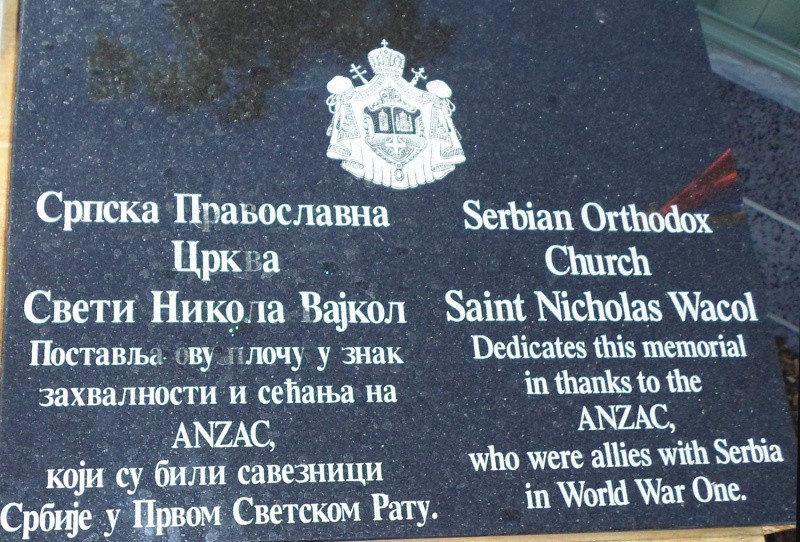 Српска Православна
Црква
Свети Никола Вајкол
Поставља ову плочу у знак
захвалности и сећања на
ANZAC,
који су били савезници
Србије у Првом Светском Рату.
Serbian Orthodox
Church
Saint Nicholas Wacol
Dedicates this memorial
in thanks to the
ANZAC,
who were allies with Serbia
in World War One.